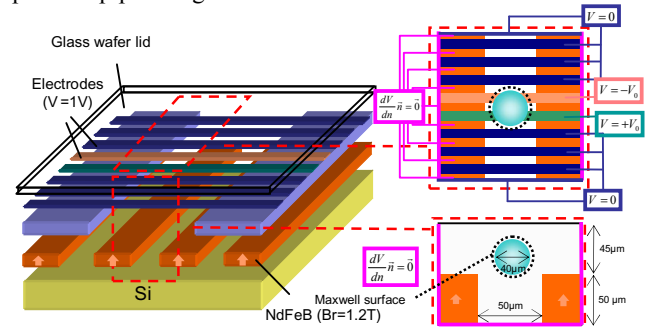 Glass wafer lid
Electrodes
(V =1V)
Si
NdFeB (Br=1.2T)
Maxwell surface
V = 0
dV/dn n⃗ = 0⃗
V = −V₀
V = +V₀
V = 0
dV/dn n⃗ = 0⃗
40µm
45µm
50µm
50 µm